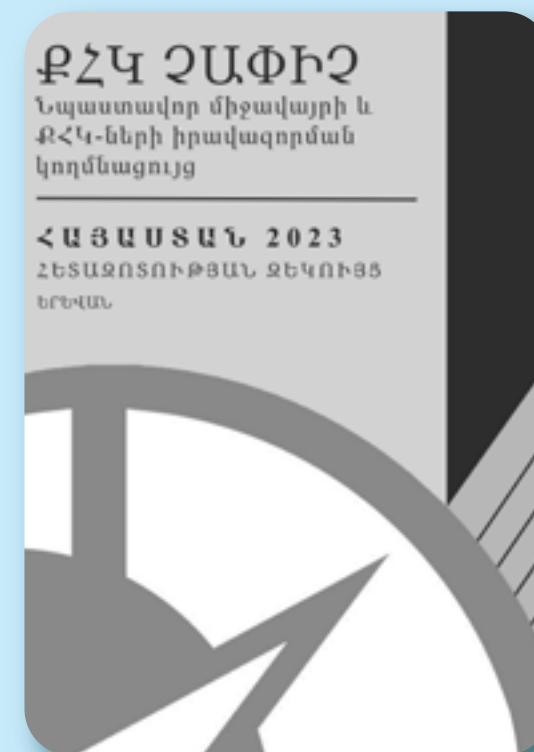 ՔՀԿ ՉԱՓԻՉ
Նպաստավոր միջավայրի և
ՔՀԿ-ների իրավազորման
կողմնացույց
ՀԱՅԱՍՏԱՆ 2023
ՀԵՏԱԶՈՏՈՒԹՅԱՆ ԶԵԿՈՒՅՑ
ԵՐԵՎԱՆ